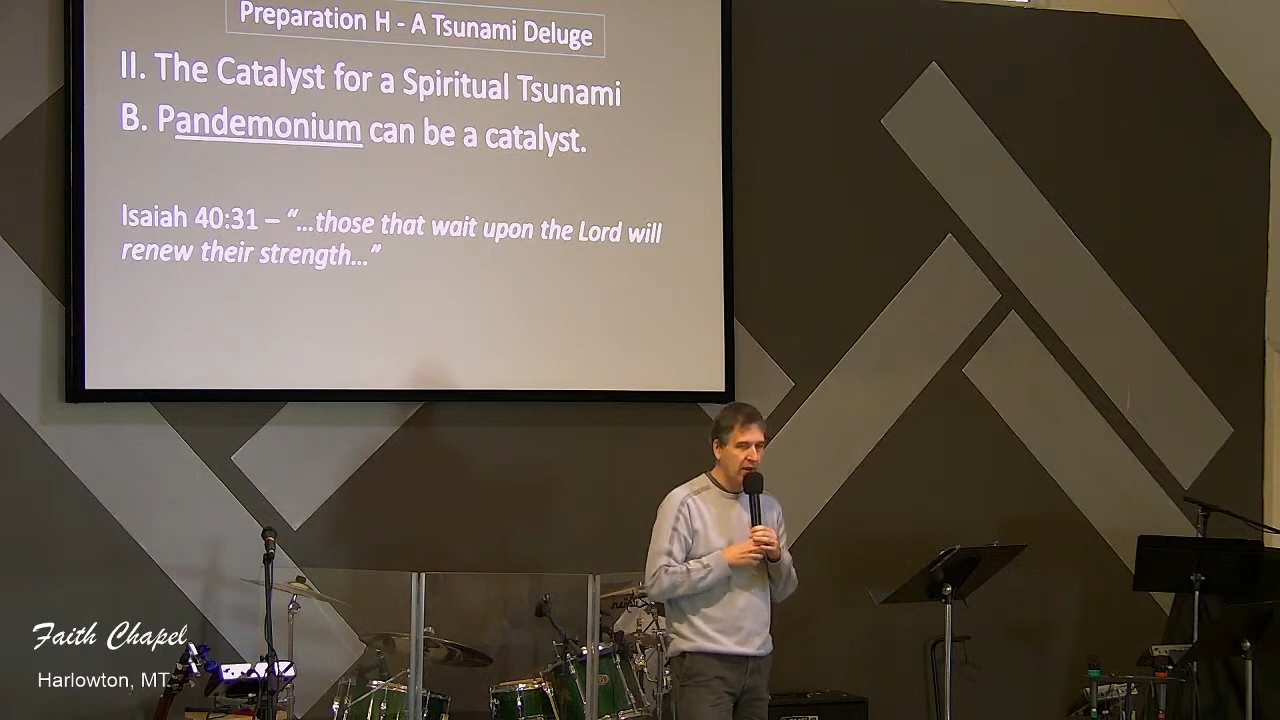 Preparation H - A Tsunami Deluge
II. The Catalyst for a Spiritual Tsunami
B. Pandemonium can be a catalyst.
Isaiah 40:31 – “...those that wait upon the Lord will
renew their strength...”
Faith Chapel
Harlowton, MT.